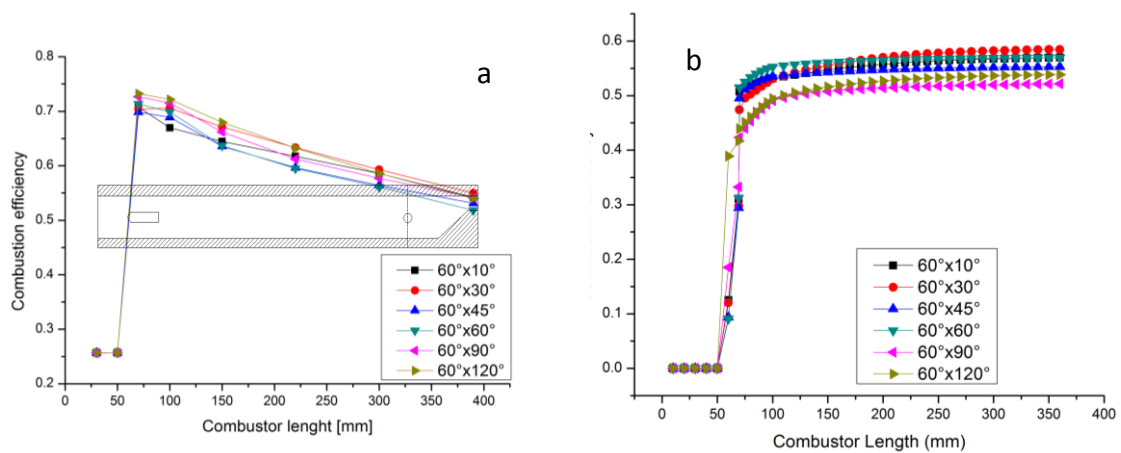 a
0.8
0.7
0.6
0.5
0.4
0.3
0.2
Combustion efficiency
0 50 100 150 200 250 300 350 400
Combustor lenght [mm]
60°x10°
60°x30°
60°x45°
60°x60°
60°x90°
60°x120°
b
0.6
0.5
0.4
0.3
0.2
0.1
0.0
0 50 100 150 200 250 300 350 400
Combustor Length (mm)
60°x10°
60°x30°
60°x45°
60°x60°
60°x90°
60°x120°